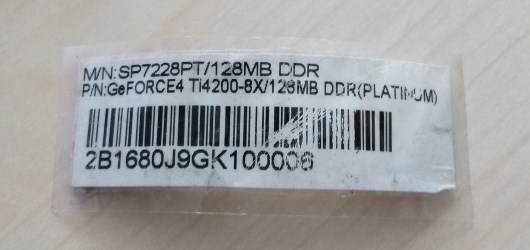 M/N:SP7228PT/128MB DDR
P/N:GeFORCE4 Ti4200-8X/128MB DDR(PLATINUM)
2B1680J9GK100006